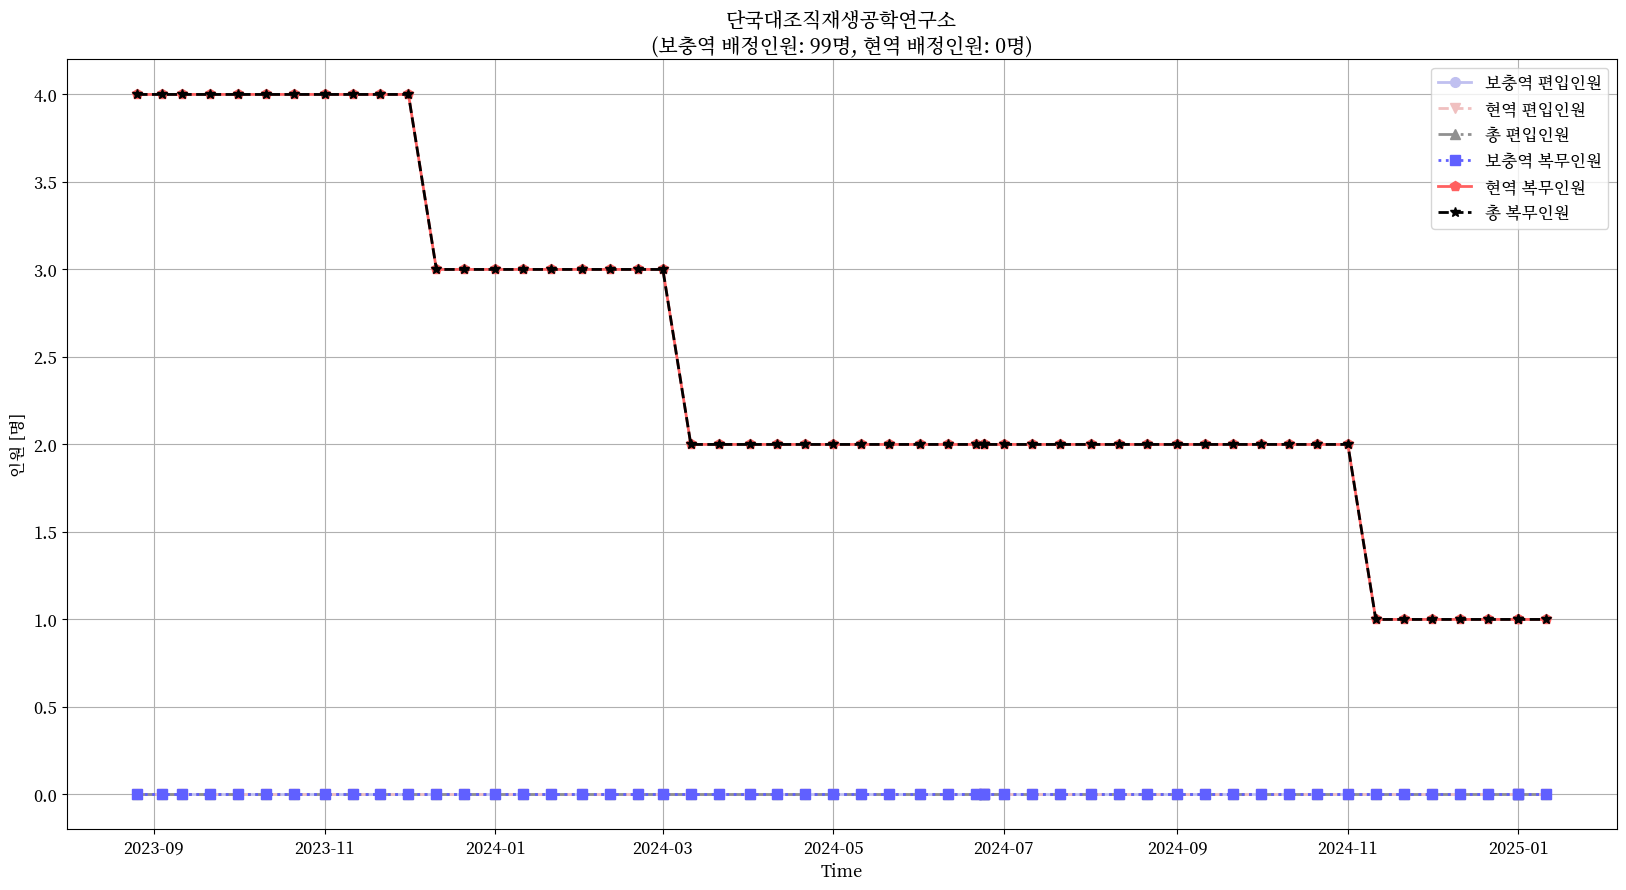 단국대조직재생공학연구소
(보충역 배정인원: 99명, 현역 배정인원: 0명)
보충역 편입인원
현역 편입인원
총 편입인원
보충역 복무인원
현역 복무인원
총 복무인원
인원 [명]
4.0
3.5
3.0
2.5
2.0
1.5
1.0
0.5
0.0
2023-09
2023-11
2024-01
2024-03
2024-05
2024-07
2024-09
2024-11
2025-01
Time